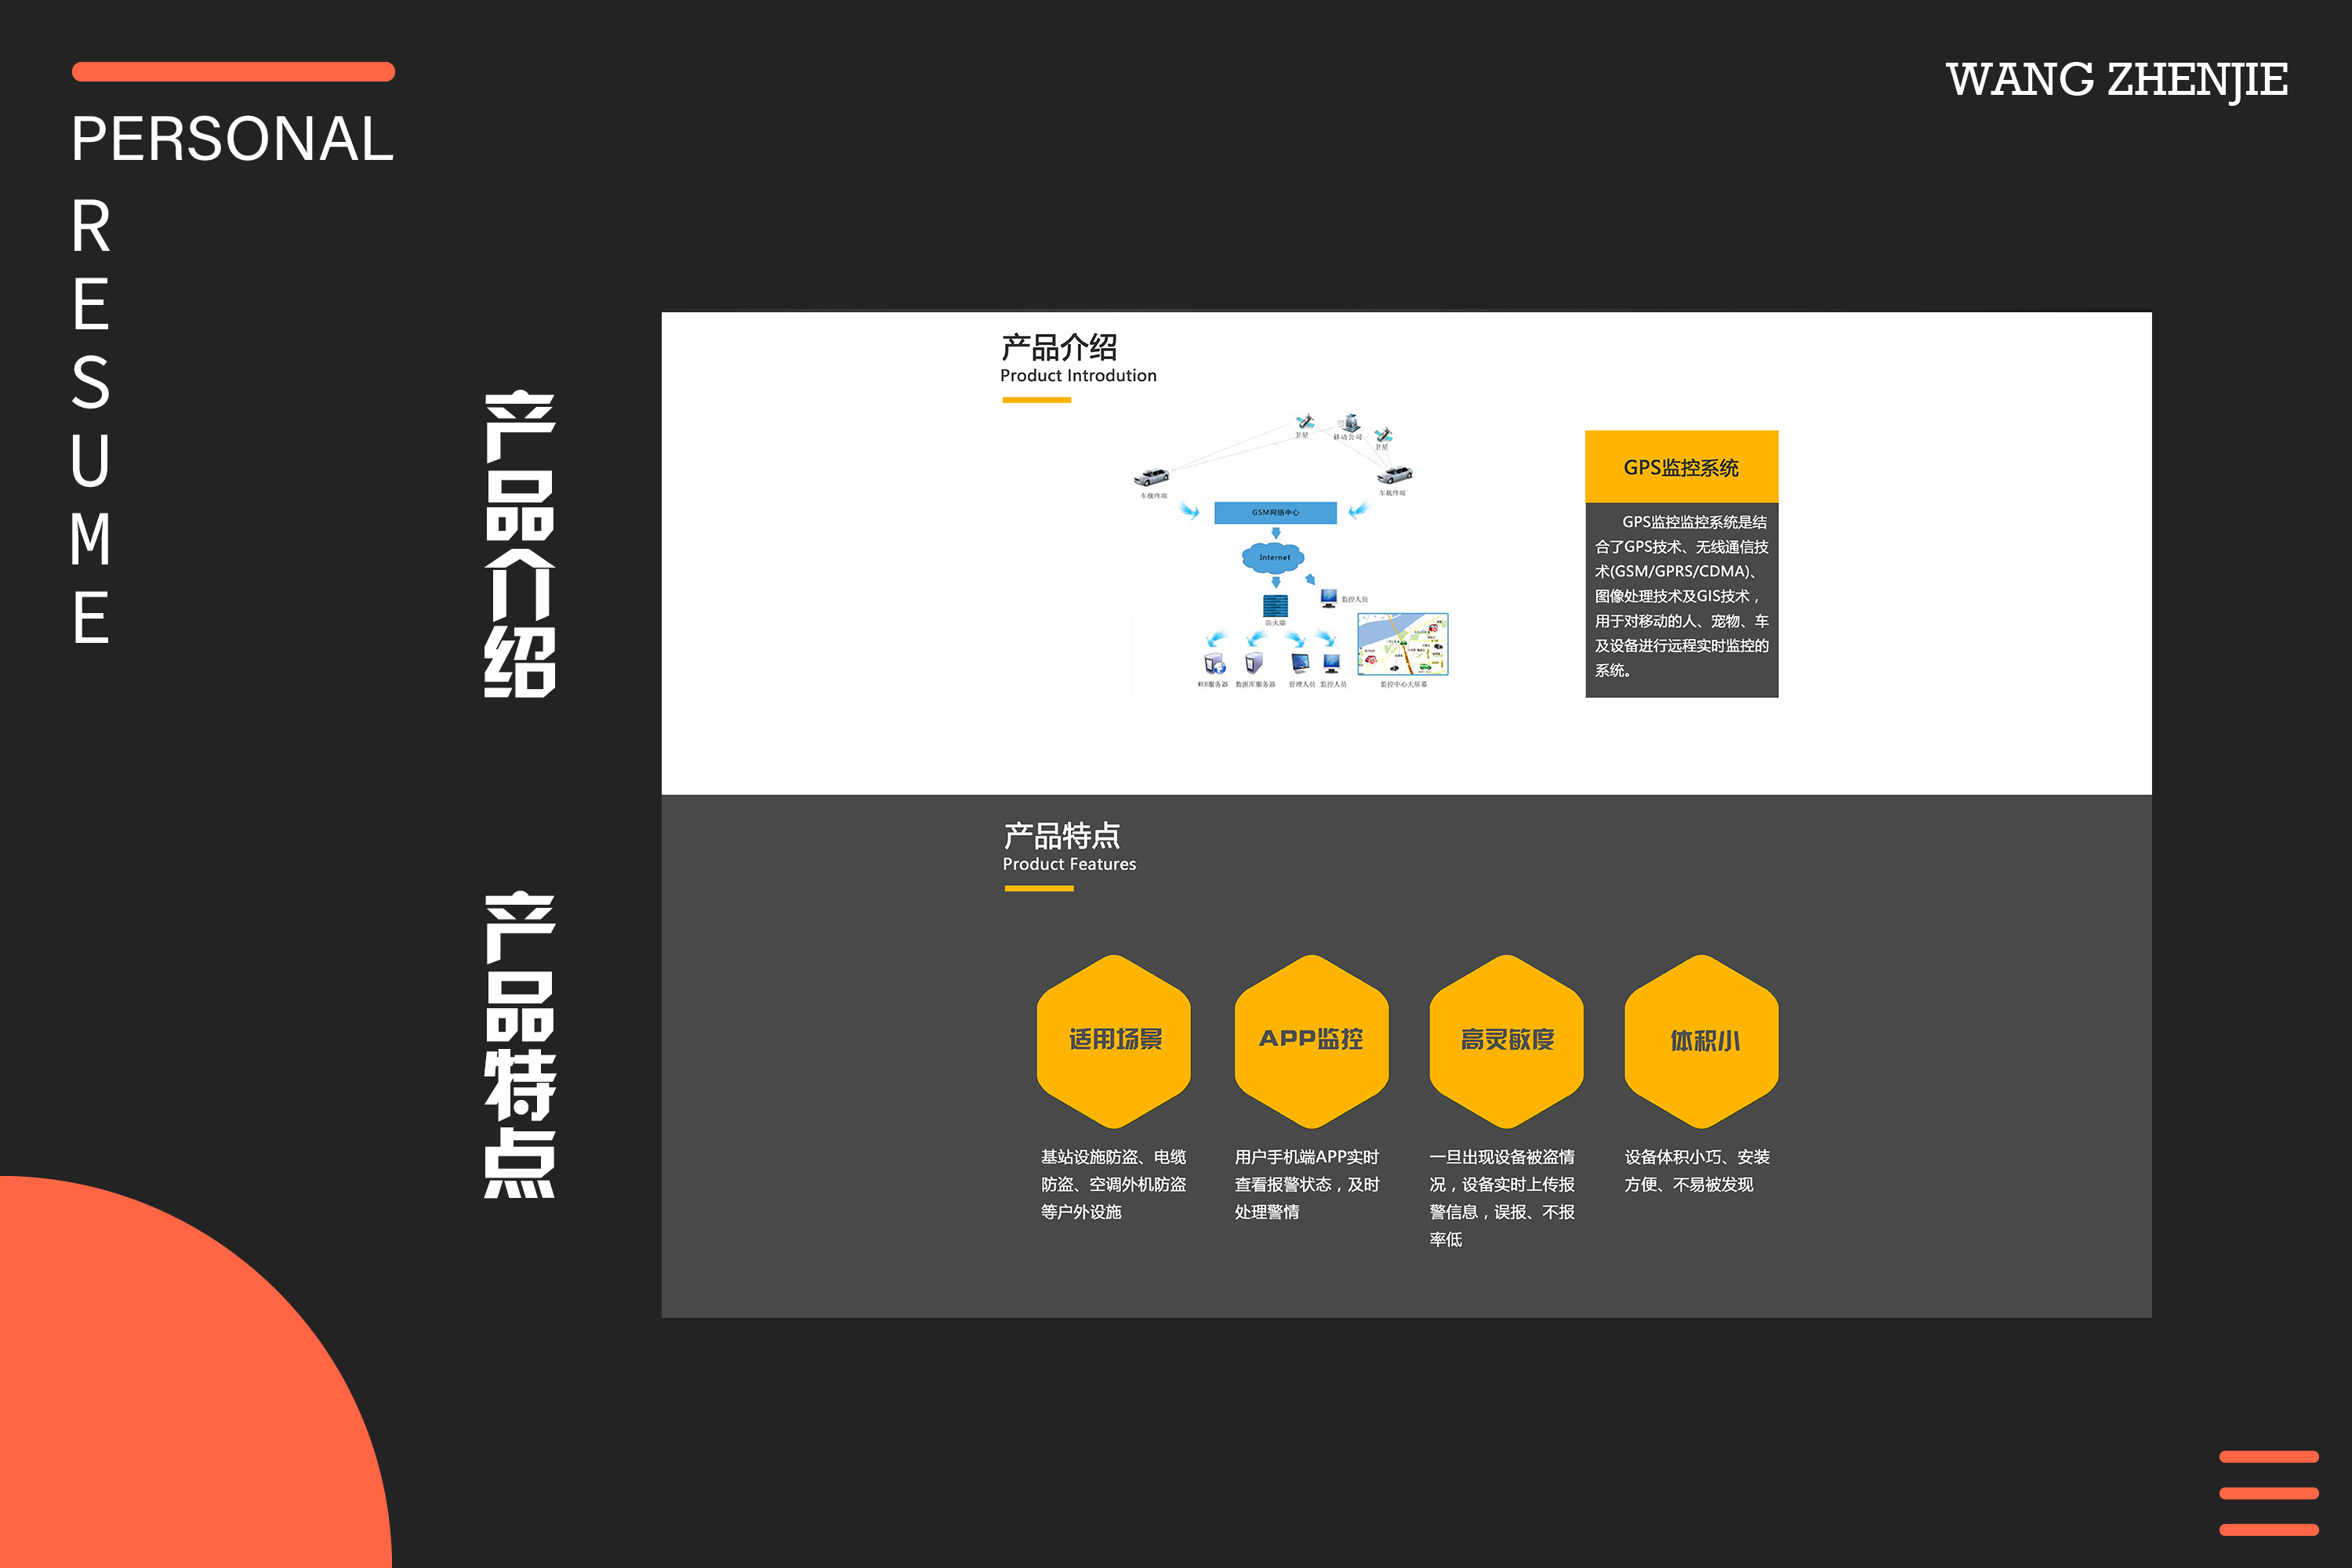 PERSONAL
RESUME
WANG ZHENJIE
产品介绍
产品特点
产品介绍
Product Introdution
卫星
移动公司
卫星
车载终端
车载终端
GSM网络中心
Internet
监控人员
防火墙
WEB服务器
数据库服务器
管理人员
监控人员
监控中心大屏幕
GPS监控系统
GPS监控监控系统是结
合了GPS技术、无线通信技
术(GSM/GPRS/CDMA)、
图像处理技术及GIS技术，
用于对移动的人、宠物、车
及设备进行远程实时监控的
系统。
产品特点
Product Features
适用场景
基站设施防盗、电缆
防盗、空调外机防盗
等户外设施
APP监控
用户手机端APP实时
查看报警状态，及时
处理警情
高灵敏度
一旦出现设备被盗情
况，设备实时上传报
警信息，误报、不报
率低
体积小
设备体积小巧、安装
方便、不易被发现